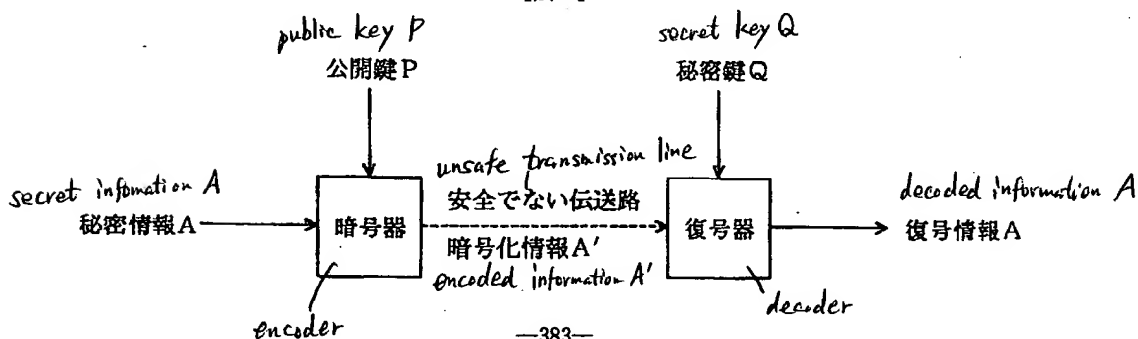 public key P
公開鍵P
secret key Q
秘密鍵Q
secret infomation A
秘密情報A
暗号器
unsafe transmission line
安全でない伝送路
暗号化情報A′
encoded information A′
復号器
decoded information A
復号情報A
encoder
decoder
—383—